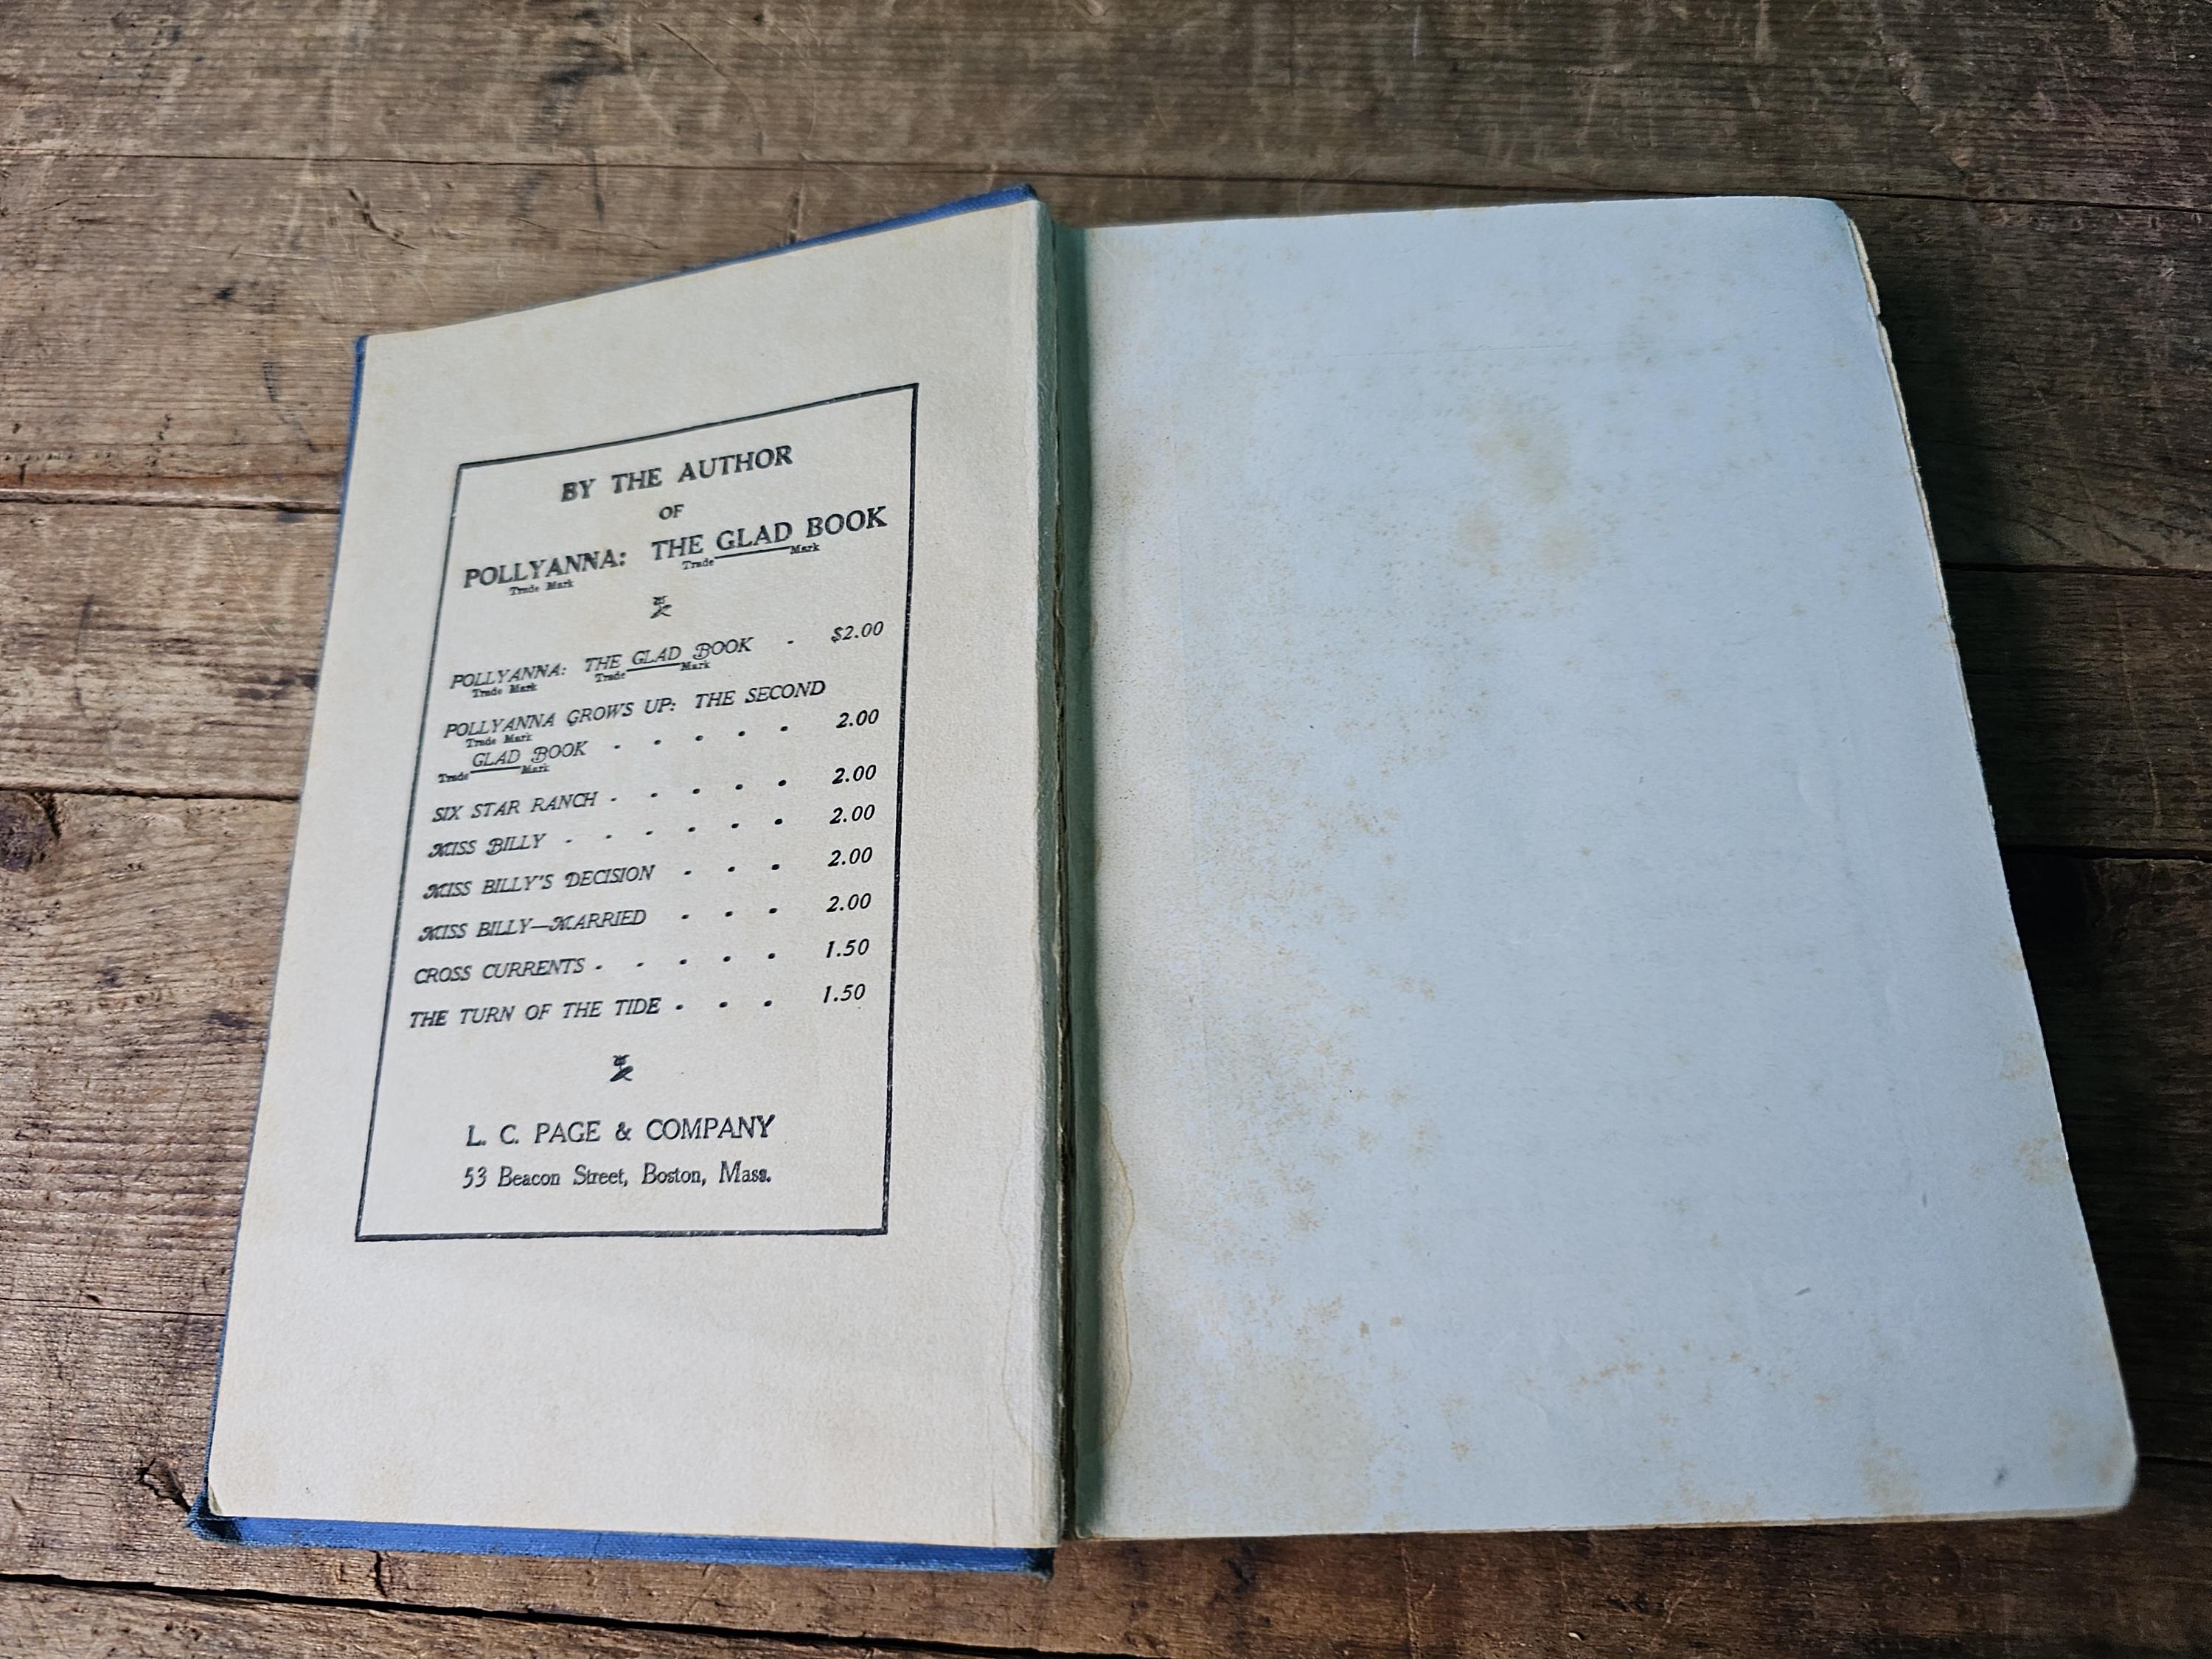 BY THE AUTHOR
OF
POLLYANNA: THE GLAD BOOK
Trade Mark Trade Mark
POLLYANNA: THE GLAD BOOK - $2.00
Trade Mark Trade Mark
POLLYANNA GROWS UP: THE SECOND
Trade Mark
GLAD BOOK - - - - - 2.00
Trade Mark
SIX STAR RANCH - - - - - 2.00
MISS BILLY - - - - - - 2.00
MISS BILLY'S DECISION - - - 2.00
MISS BILLY—MARRIED - - - 2.00
CROSS CURRENTS - - - - - 1.50
THE TURN OF THE TIDE - - - 1.50
L. C. PAGE & COMPANY
53 Beacon Street, Boston, Mass.